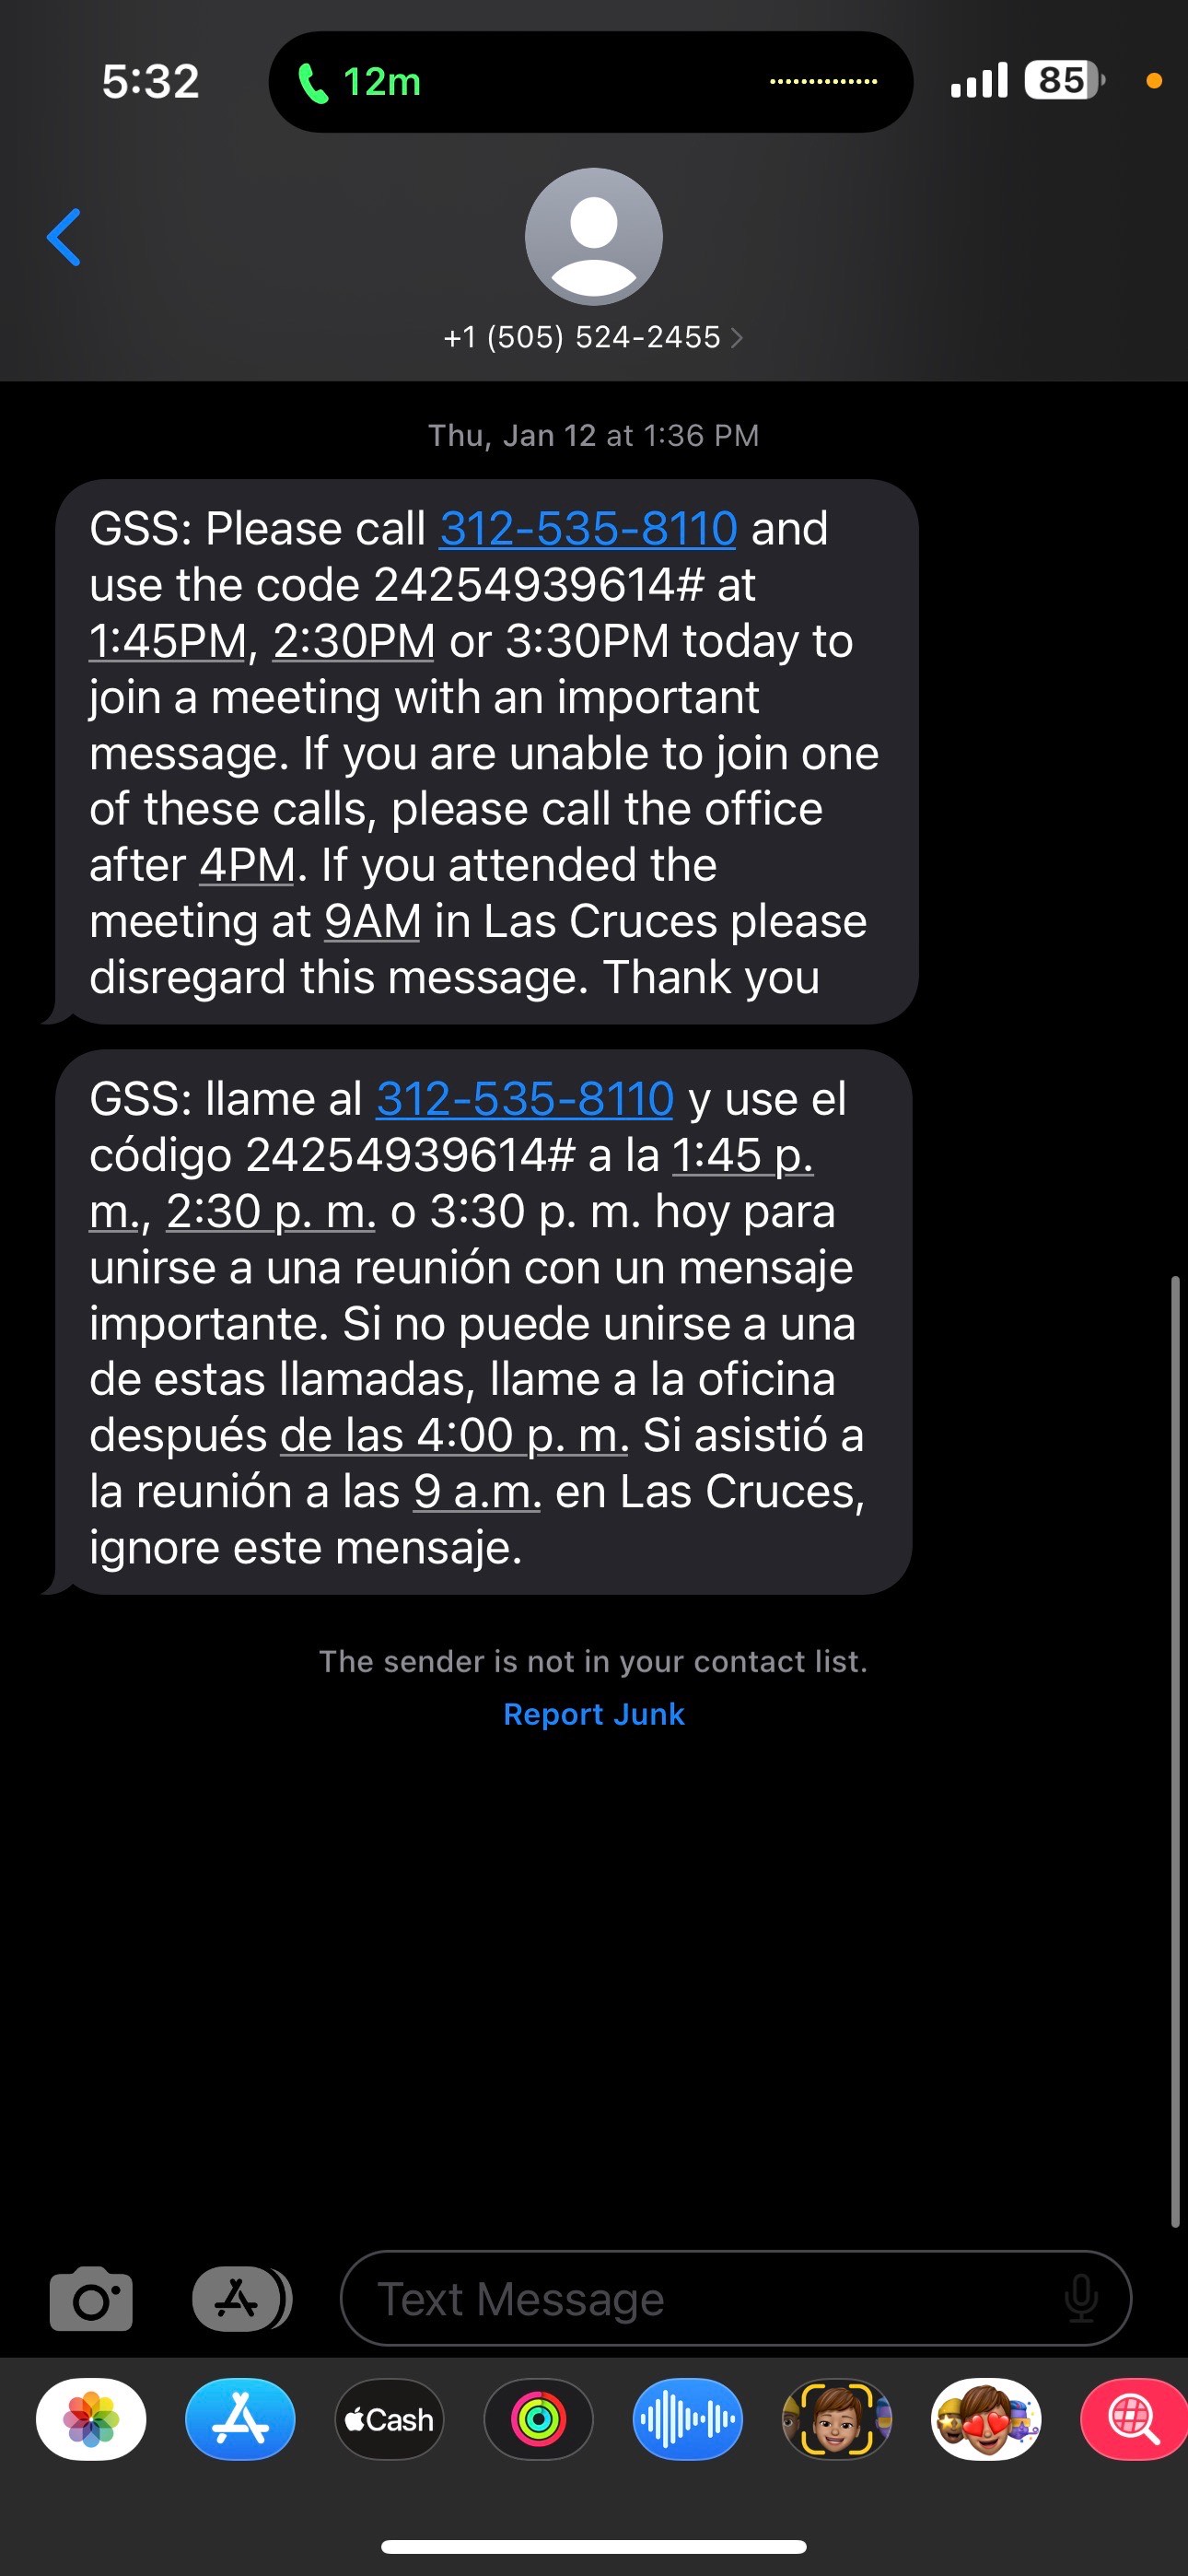 5:32
12m
85
+1 (505) 524-2455
Thu, Jan 12 at 1:36 PM
GSS: Please call 312-535-8110 and
use the code 24254939614# at
1:45PM, 2:30PM or 3:30PM today to
join a meeting with an important
message. If you are unable to join one
of these calls, please call the office
after 4PM. If you attended the
meeting at 9AM in Las Cruces please
disregard this message. Thank you
GSS: llame al 312-535-8110 y use el
código 24254939614# a la 1:45 p.
m., 2:30 p. m. o 3:30 p. m. hoy para
unirse a una reunión con un mensaje
importante. Si no puede unirse a una
de estas llamadas, llame a la oficina
después de las 4:00 p. m. Si asistió a
la reunión a las 9 a.m. en Las Cruces,
ignore este mensaje.
The sender is not in your contact list.
Report Junk
Text Message
Cash